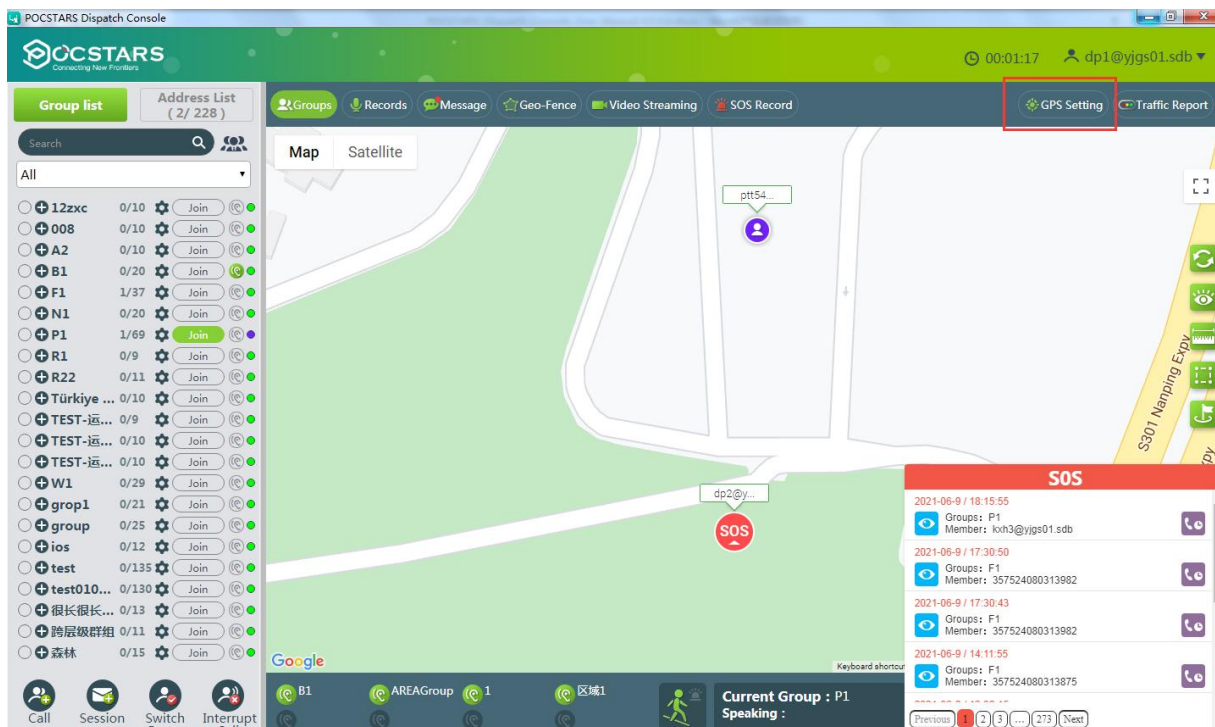 POCSTARS Dispatch Console
POCSTARS
Connecting New Frontiers
00:01:17
dp1@yjgs01.sdb
Group list
Address List
( 2/ 228 )
Groups
Records
Message
Geo-Fence
Video Streaming
SOS Record
GPS Setting
Traffic Report
Search
All
Map
Satellite
12zxc 0/10 Join
008 0/10 Join
A2 0/10 Join
B1 0/20 Join
F1 1/37 Join
N1 0/20 Join
P1 1/69 Join
R1 0/9 Join
R22 0/11 Join
Türkiye ... 0/10 Join
TEST-运... 0/9 Join
TEST-运... 0/10 Join
TEST-运... 0/10 Join
W1 0/29 Join
grop1 0/21 Join
group 0/25 Join
ios 0/12 Join
test 0/135 Join
test010... 0/130 Join
很长很长... 0/13 Join
跨层级群组 0/11 Join
森林 0/15 Join
ptt54...
S301 Nanping Expy
dp2@y...
SOS
Google
Keyboard shortcu
SOS
2021-06-9 / 18:15:55
Groups: P1
Member: kxh3@yjgs01.sdb
2021-06-9 / 17:30:50
Groups: F1
Member: 357524080313982
2021-06-9 / 17:30:43
Groups: F1
Member: 357524080313982
2021-06-9 / 14:11:55
Groups: F1
Member: 357524080313875
Previous 1 2 3 ... 273 Next
Call
Session
Switch
Interrupt
B1
AREAGroup
1
区域1
Current Group : P1
Speaking :